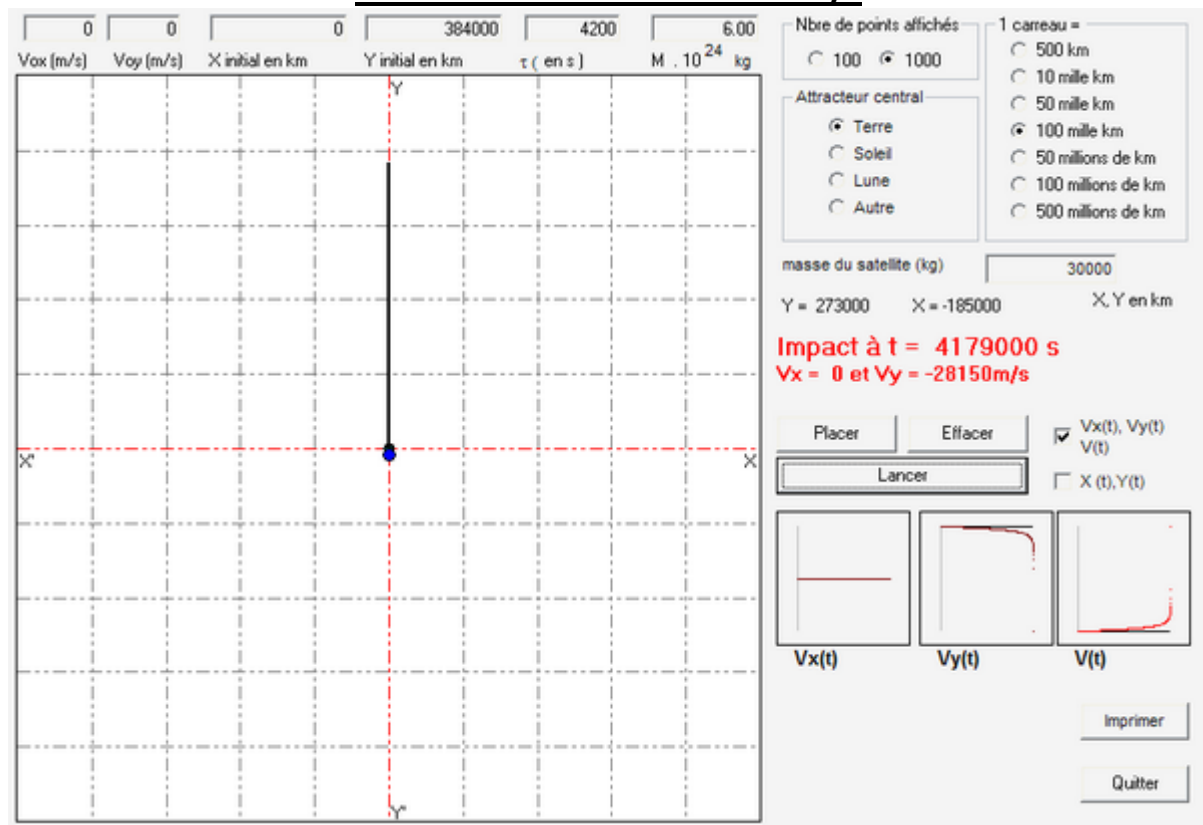 0 0 0 384000 4200 6.00
Vox (m/s) Voy (m/s) X initial en km Y initial en km τ ( en s ) M . 10 24 kg
Y
X' X
Y'
Nbre de points affichés
100 1000
Attracteur central
Terre
Soleil
Lune
Autre
1 carreau =
500 km
10 mille km
50 mille km
100 mille km
50 millions de km
100 millions de km
500 millions de km
masse du satellite (kg) 30000
Y = 273000 X = -185000 X, Y en km
Impact à t = 4179000 s
Vx = 0 et Vy = -28150m/s
Placer Effacer
Lancer
Vx(t), Vy(t)
V(t)
X (t),Y(t)
Vx(t) Vy(t) V(t)
Imprimer
Quitter